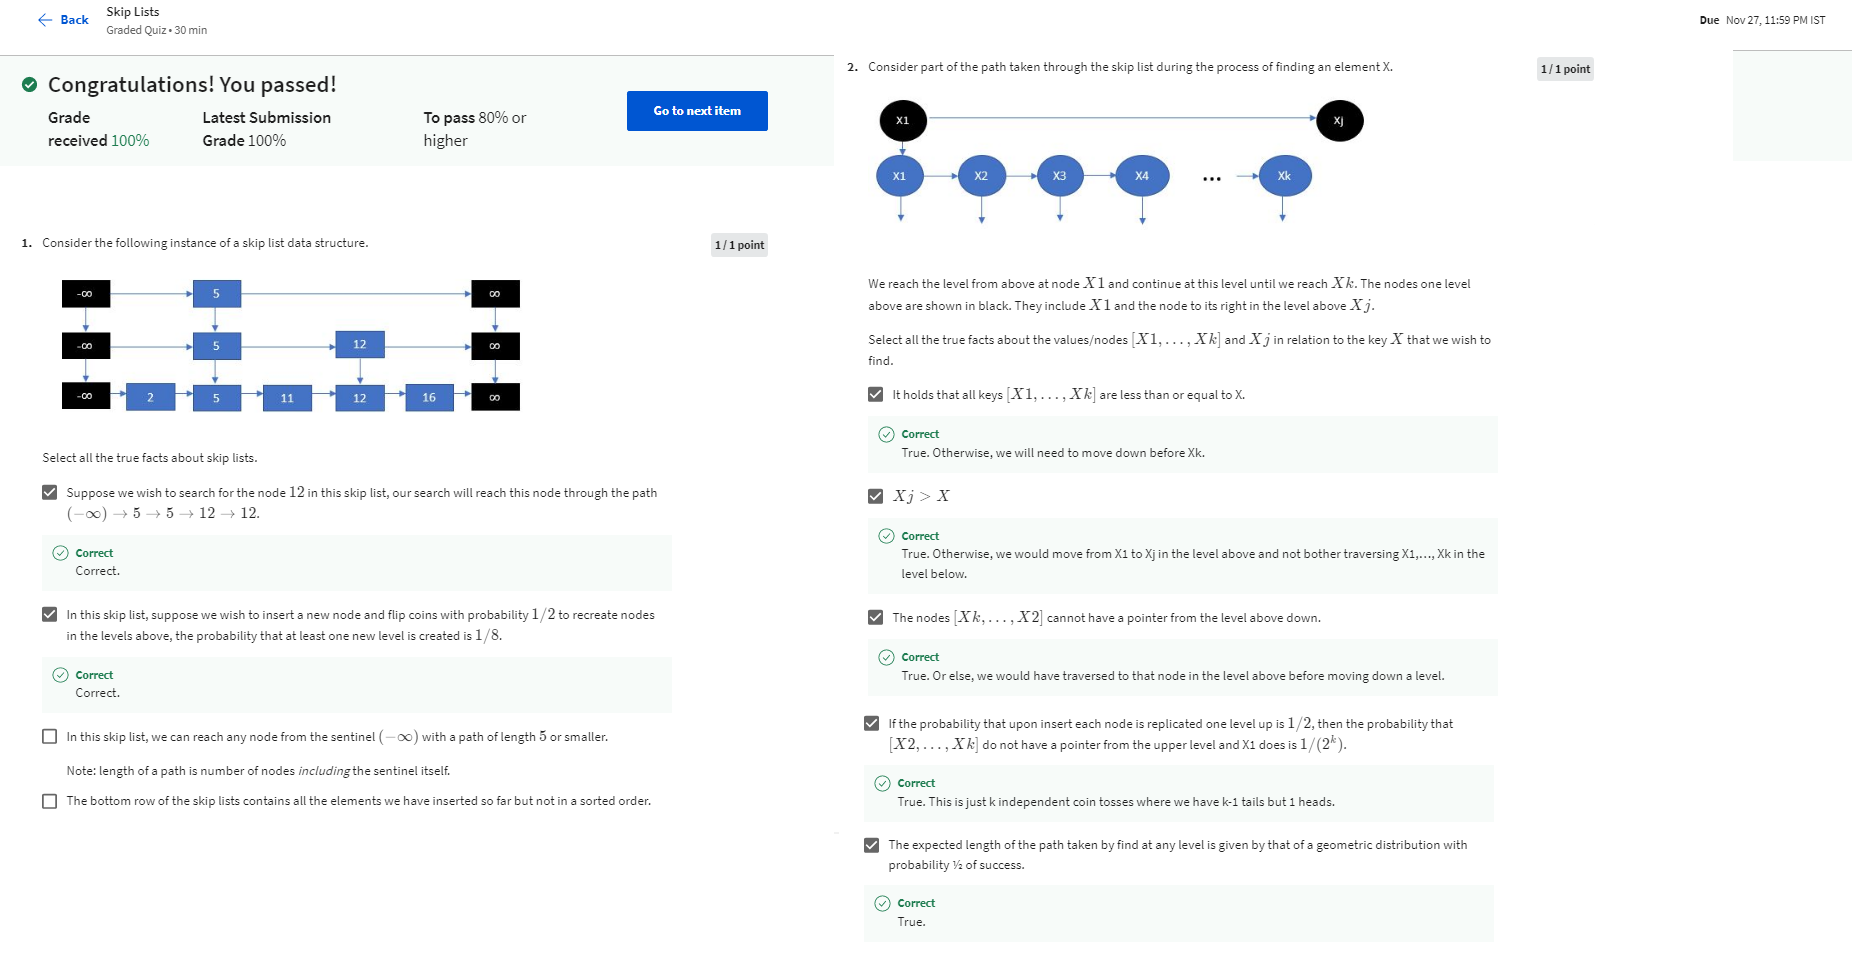 Back
Skip Lists
Graded Quiz • 30 min
Due Nov 27, 11:59 PM IST
Congratulations! You passed!
Grade
received 100%
Latest Submission
Grade 100%
To pass 80% or
higher
Go to next item
1. Consider the following instance of a skip list data structure.
1 / 1 point
-∞ 5 ∞
-∞ 5 12 ∞
-∞ 2 5 11 12 16 ∞
Select all the true facts about skip lists.
Suppose we wish to search for the node 12 in this skip list, our search will reach this node through the path
(−∞) → 5 → 5 → 12 → 12.
Correct
Correct.
In this skip list, suppose we wish to insert a new node and flip coins with probability 1/2 to recreate nodes
in the levels above, the probability that at least one new level is created is 1/8.
Correct
Correct.
In this skip list, we can reach any node from the sentinel (−∞) with a path of length 5 or smaller.
Note: length of a path is number of nodes including the sentinel itself.
The bottom row of the skip lists contains all the elements we have inserted so far but not in a sorted order.
2. Consider part of the path taken through the skip list during the process of finding an element X.
1 / 1 point
X1 Xj
X1 X2 X3 X4 ... Xk
We reach the level from above at node X1 and continue at this level until we reach Xk. The nodes one level
above are shown in black. They include X1 and the node to its right in the level above Xj.
Select all the true facts about the values/nodes [X1, . . . , Xk] and Xj in relation to the key X that we wish to
find.
It holds that all keys [X1, . . . , Xk] are less than or equal to X.
Correct
True. Otherwise, we will need to move down before Xk.
Xj > X
Correct
True. Otherwise, we would move from X1 to Xj in the level above and not bother traversing X1,..., Xk in the
level below.
The nodes [Xk, . . . , X2] cannot have a pointer from the level above down.
Correct
True. Or else, we would have traversed to that node in the level above before moving down a level.
If the probability that upon insert each node is replicated one level up is 1/2, then the probability that
[X2, . . . , Xk] do not have a pointer from the upper level and X1 does is 1/(2^k).
Correct
True. This is just k independent coin tosses where we have k-1 tails but 1 heads.
The expected length of the path taken by find at any level is given by that of a geometric distribution with
probability ½ of success.
Correct
True.